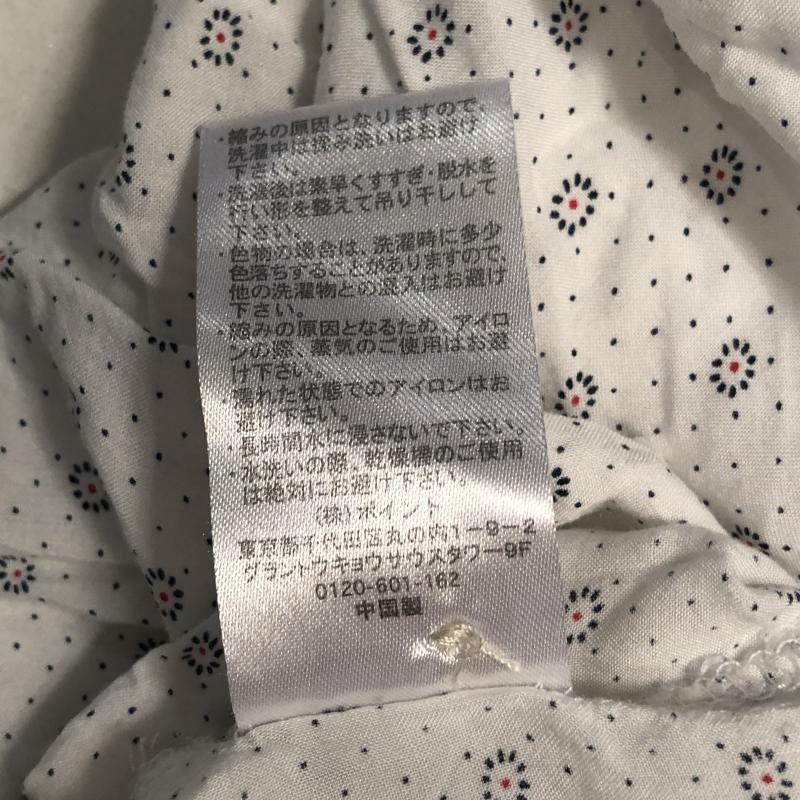 ・縮みの原因となりますので、
洗濯中は揉み洗いはお避け
下さい。
・洗濯後は素早くすすぎ・脱水を
行い形を整えて吊り干しして
下さい。
・色物の場合は、洗濯時に多少
色落ちすることがありますので、
他の洗濯物との混入はお避け
下さい。
・縮みの原因となるため、アイロ
ンの際、蒸気のご使用はお避
け下さい。
・濡れた状態でのアイロンはお
避け下さい。
・長時間水に浸さないで下さい。
・水洗いの際、乾燥機のご使用
は絶対にお避け下さい。
(株)ポイント
東京都千代田区丸の内1-9-2
グラントウキョウサウスタワー9F
0120-601-162
中国製